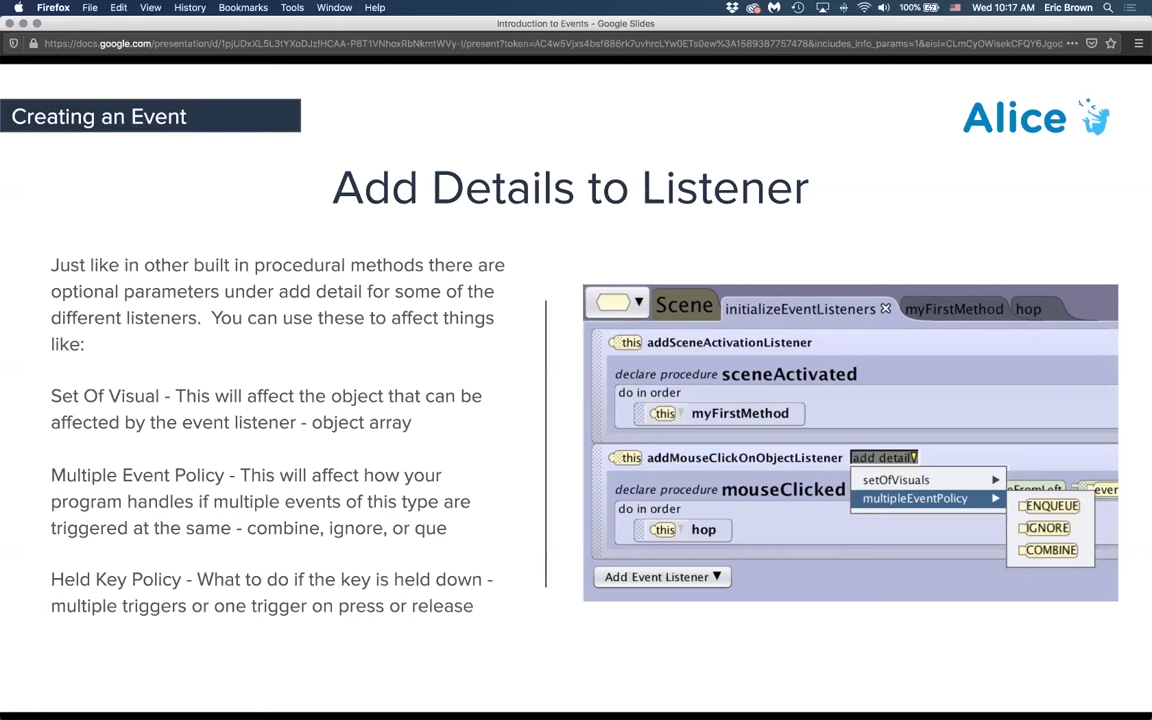 Firefox File Edit View History Bookmarks Tools Window Help 100% Wed 10:17 AM Eric Brown
Introduction to Events - Google Slides
Creating an Event
Alice
Add Details to Listener
Just like in other built in procedural methods there are
optional parameters under add detail for some of the
different listeners. You can use these to affect things
like:
Set Of Visual - This will affect the object that can be
affected by the event listener - object array
Multiple Event Policy - This will affect how your
program handles if multiple events of this type are
triggered at the same - combine, ignore, or que
Held Key Policy - What to do if the key is held down -
multiple triggers or one trigger on press or release
Scene initializeEventListeners myFirstMethod hop
this addSceneActivationListener
declare procedure sceneActivated
do in order
this myFirstMethod
this addMouseClickOnObjectListener add detail
setOfVisuals
declare procedure mouseClicked multipleEventPolicy
ENQUEUE
do in order
IGNORE
this hop
COMBINE
Add Event Listener